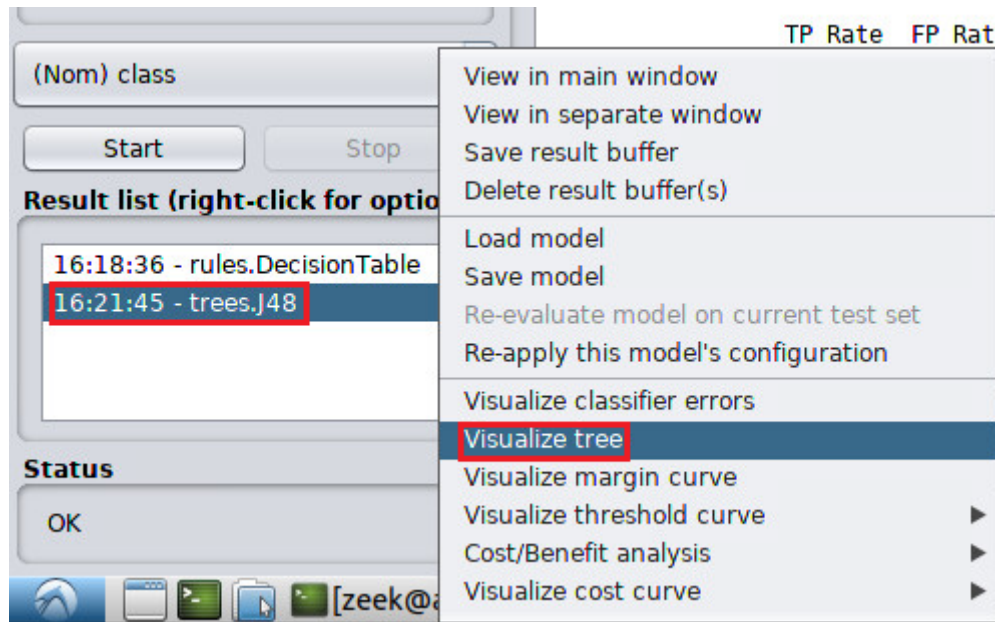 TP Rate FP Rat
(Nom) class
Start
Stop
Result list (right-click for optio
16:18:36 - rules.DecisionTable
16:21:45 - trees.J48
Status
OK
[zeek@a
View in main window
View in separate window
Save result buffer
Delete result buffer(s)
Load model
Save model
Re-evaluate model on current test set
Re-apply this model's configuration
Visualize classifier errors
Visualize tree
Visualize margin curve
Visualize threshold curve
Cost/Benefit analysis
Visualize cost curve